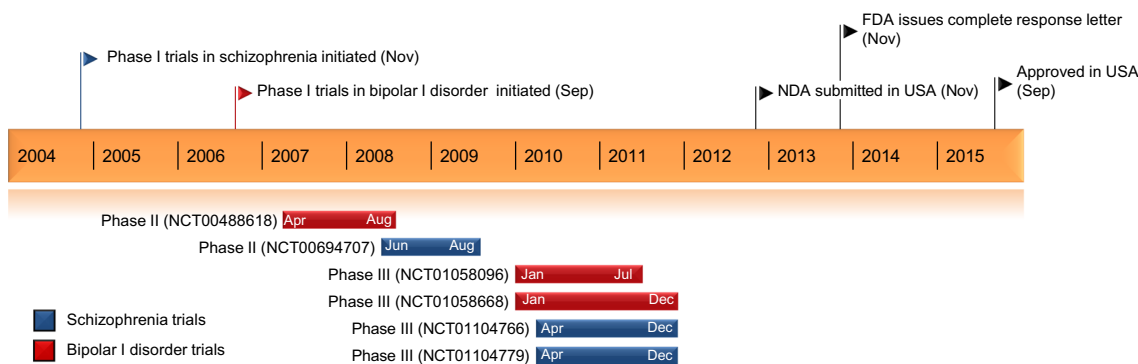 FDA issues complete response letter
(Nov)
Phase I trials in schizophrenia initiated (Nov)
Approved in USA
(Sep)
Phase I trials in bipolar I disorder initiated (Sep)
NDA submitted in USA (Nov)
2004 2005 2006 2007 2008 2009 2010 2011 2012 2013 2014 2015
Phase II (NCT00488618) Apr Aug
Phase II (NCT00694707) Jun Aug
Phase III (NCT01058096) Jan Jul
Phase III (NCT01058668) Jan Dec
Phase III (NCT01104766) Apr Dec
Phase III (NCT01104779) Apr Dec
Schizophrenia trials
Bipolar I disorder trials